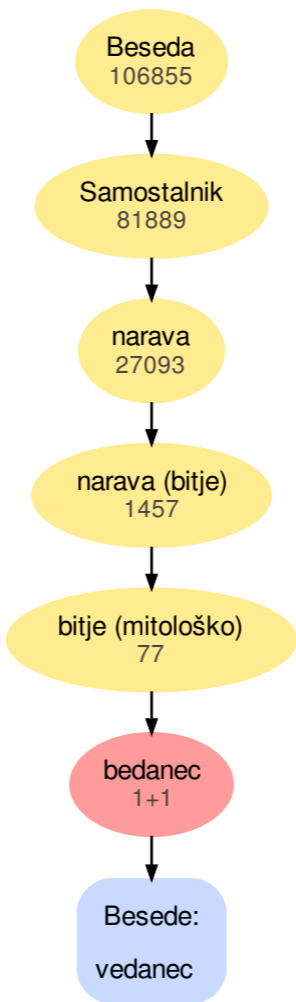 Beseda
106855
Samostalnik
81889
narava
27093
narava (bitje)
1457
bitje (mitološko)
77
bedanec
1+1
Besede:
vedanec